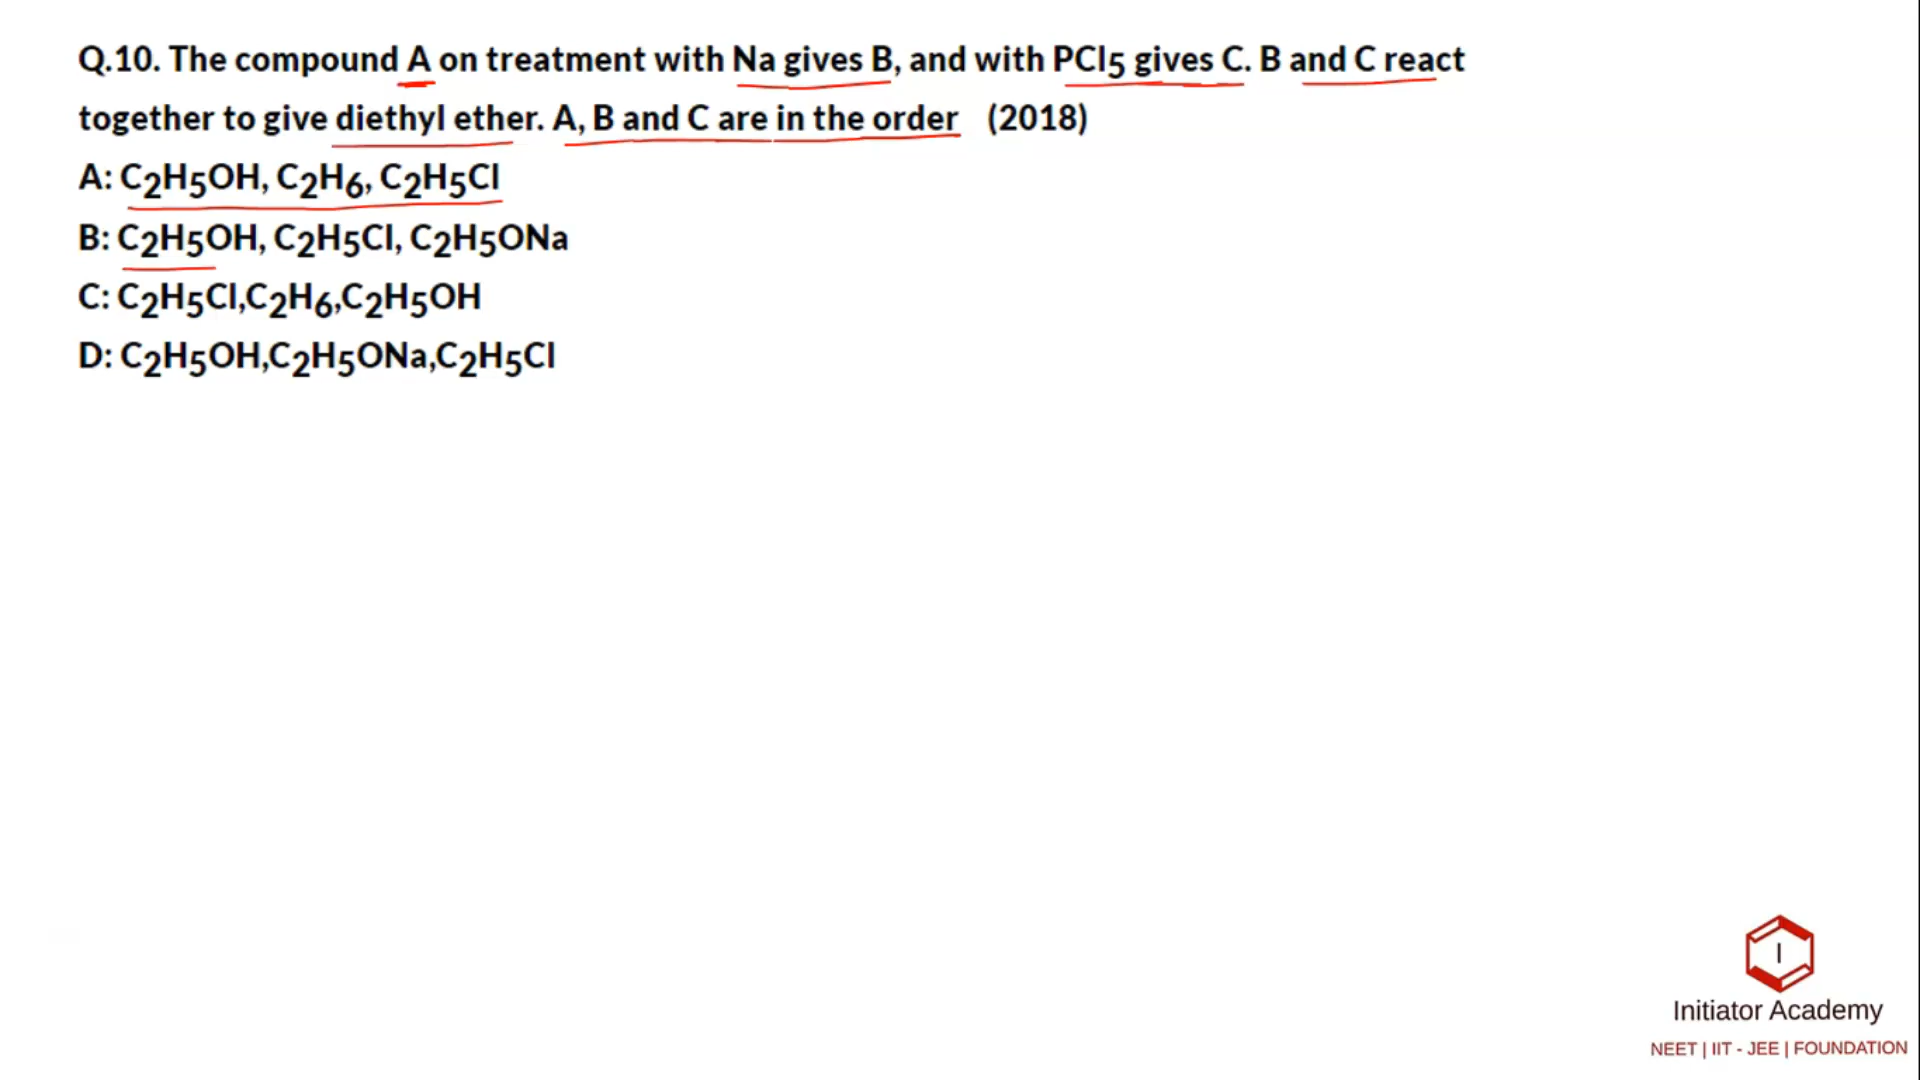 Q.10. The compound A on treatment with Na gives B, and with PCl5 gives C. B and C react
together to give diethyl ether. A, B and C are in the order (2018)
A: C2H5OH, C2H6, C2H5Cl
B: C2H5OH, C2H5Cl, C2H5ONa
C: C2H5Cl,C2H6,C2H5OH
D: C2H5OH,C2H5ONa,C2H5Cl
I
Initiator Academy
NEET | IIT - JEE | FOUNDATION